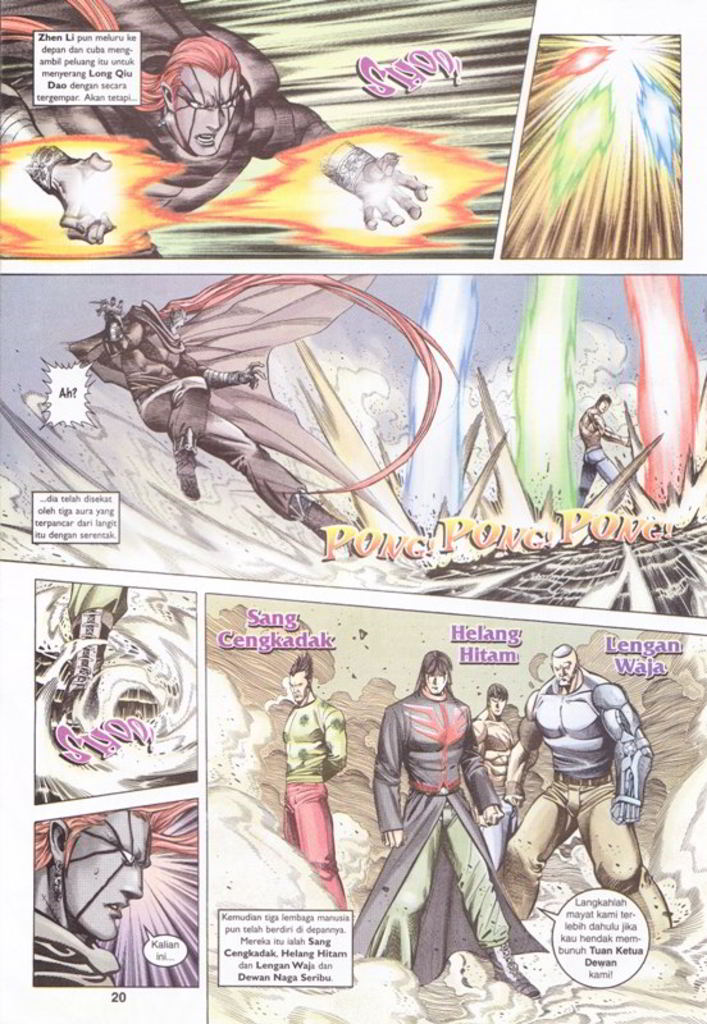 Zhen Li pun meluru ke
depan dan cuba meng-
ambil peluang itu untuk
menyerang Long Qiu
Dao dengan secara
tergempar. Akan tetapi...
Ah?
...dia telah disekat
oleh tiga aura yang
terpancar dari langit
itu dengan serentak.
PONG! PONG! PONG!
Sang
Cengkadak
Helang
Hitam
Lengan
Waja
Kalian
ini...
Kemudian tiga lembaga manusia
pun telah berdiri di depannya.
Mereka itu ialah Sang
Cengkadak, Helang Hitam
dan Lengan Waja dan
Dewan Naga Seribu.
Langkahlah
mayat kami ter-
lebih dahulu jika
kau hendak mem-
bunuh Tuan Ketua
Dewan
kami!
20